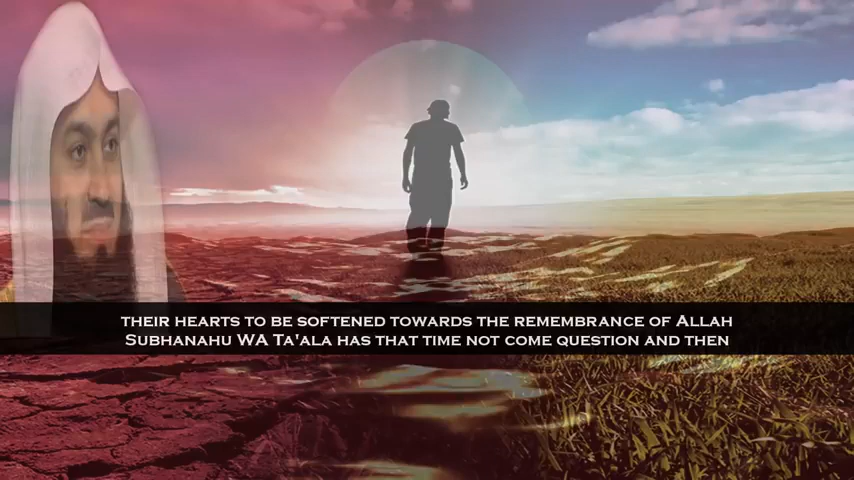 THEIR HEARTS TO BE SOFTENED TOWARDS THE REMEMBRANCE OF ALLAH
SUBHANAHU WA TA'ALA HAS THAT TIME NOT COME QUESTION AND THEN